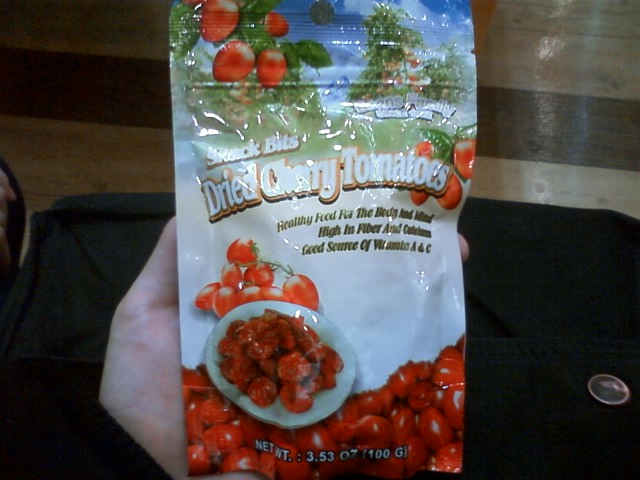 Snack Bits
Dried Cherry Tomatoes
Healthy Food For The Body And Mind
High In Fiber And Calcium
Good Source Of Vitamin A & C
NET WT. : 3.53 OZ (100 G)